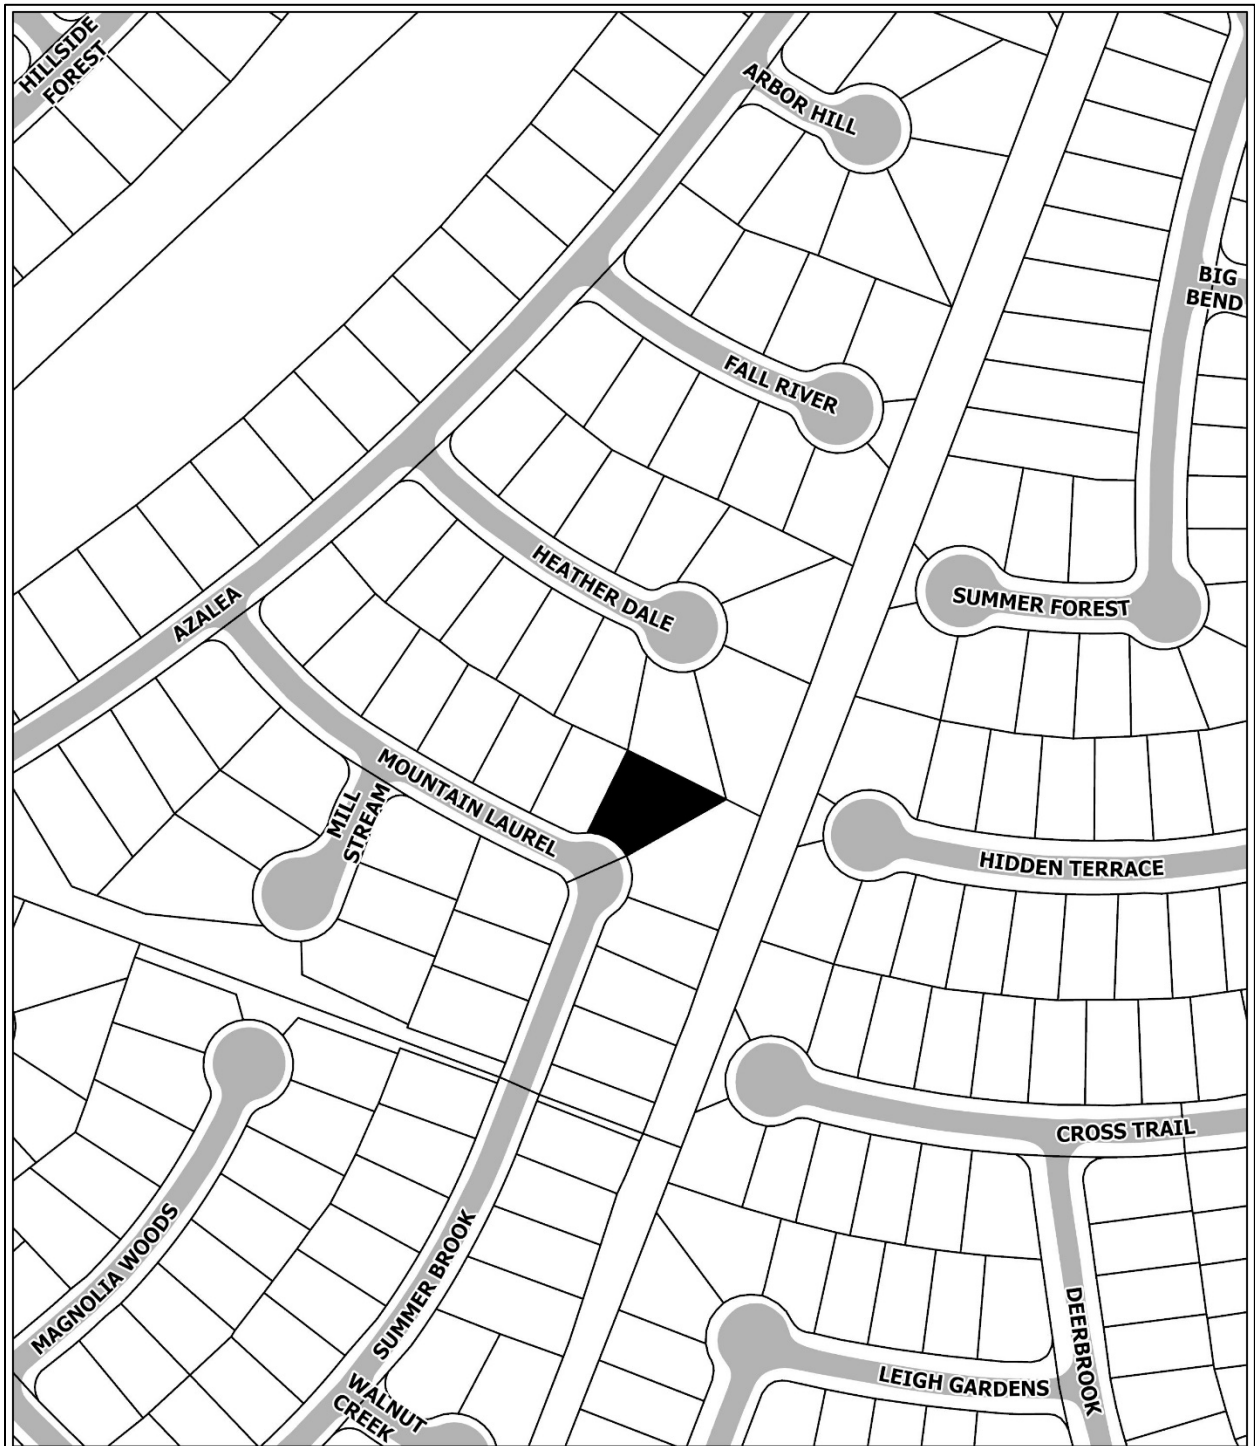 HILLSIDE
FOREST
ARBOR HILL
BIG
BEND
FALL RIVER
HEATHER DALE
SUMMER FOREST
AZALEA
MOUNTAIN LAUREL
MILL
STREAM
HIDDEN TERRACE
CROSS TRAIL
MAGNOLIA WOODS
SUMMER BROOK
DEERBROOK
LEIGH GARDENS
WALNUT
CREEK